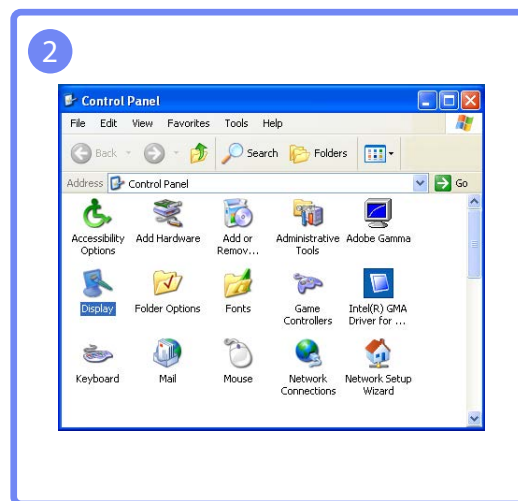 2
Control Panel
File Edit View Favorites Tools Help
Back Search Folders
Address Control Panel Go
Accessibility Options Add Hardware Add or Remov... Administrative Tools Adobe Gamma
Display Folder Options Fonts Game Controllers Intel(R) GMA Driver for ...
Keyboard Mail Mouse Network Connections Network Setup Wizard